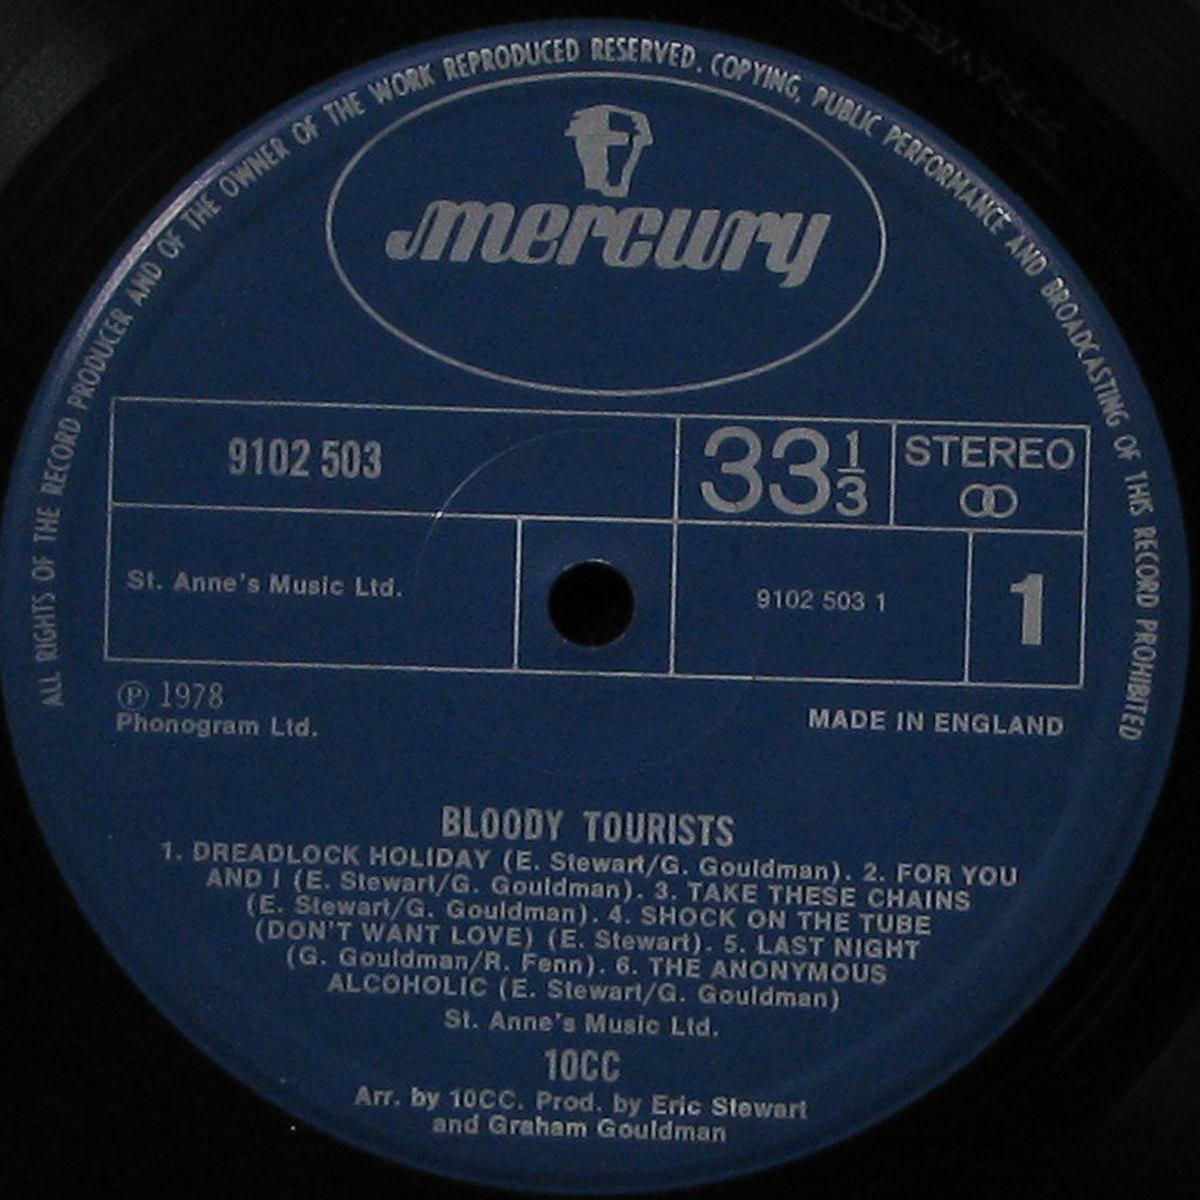 ALL RIGHTS OF THE RECORD PRODUCER AND OF THE OWNER OF THE WORK REPRODUCED RESERVED. COPYING, PUBLIC PERFORMANCE AND BROADCASTING OF THIS RECORD PROHIBITED
mercury
9102 503
33 1/3
STEREO
St. Anne's Music Ltd.
9102 503 1
1
℗ 1978
Phonogram Ltd.
MADE IN ENGLAND
BLOODY TOURISTS
1. DREADLOCK HOLIDAY (E. Stewart/G. Gouldman). 2. FOR YOU
AND I (E. Stewart/G. Gouldman). 3. TAKE THESE CHAINS
(E. Stewart/G. Gouldman). 4. SHOCK ON THE TUBE
(DON'T WANT LOVE) (E. Stewart). 5. LAST NIGHT
(G. Gouldman/R. Fenn). 6. THE ANONYMOUS
ALCOHOLIC (E. Stewart/G. Gouldman)
St. Anne's Music Ltd.
10CC
Arr. by 10CC. Prod. by Eric Stewart
and Graham Gouldman